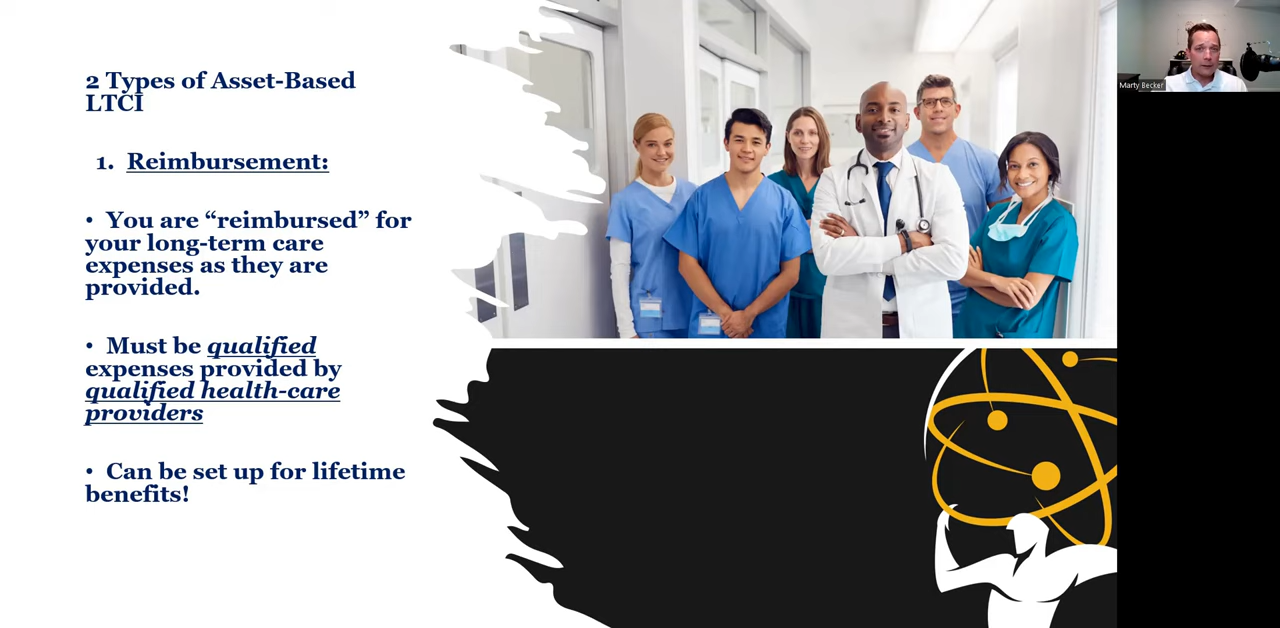 2 Types of Asset-Based
LTCI
1. Reimbursement:
• You are “reimbursed” for
your long-term care
expenses as they are
provided.
• Must be qualified
expenses provided by
qualified health-care
providers
• Can be set up for lifetime
benefits!
Marty Becker